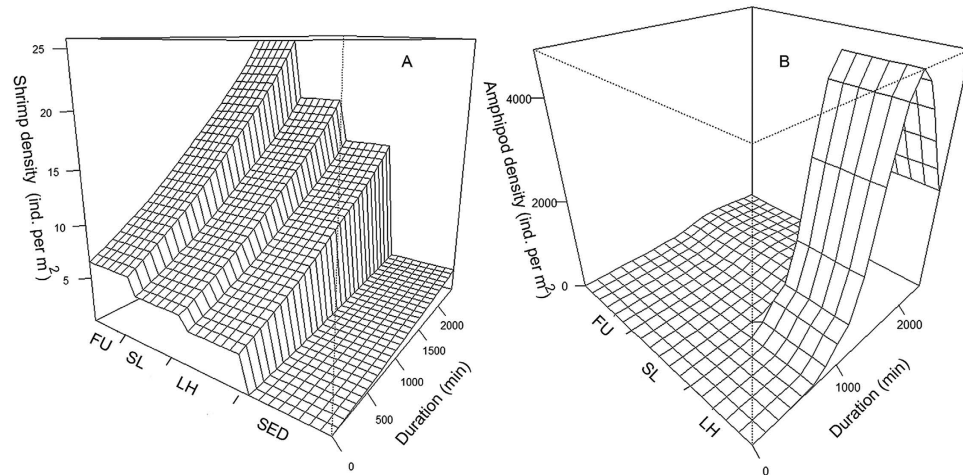 A
Shrimp density (ind. per m²)
25
20
15
10
5
FU
SL
LH
SED
0
500
1000
1500
2000
Duration (min)
B
Amphipod density (ind. per m²)
4000
2000
0
FU
SL
LH
0
1000
2000
Duration (min)